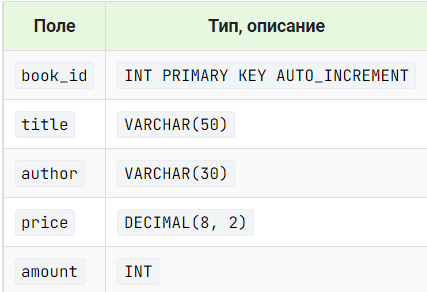 Поле Тип, описание
book_id INT PRIMARY KEY AUTO_INCREMENT
title VARCHAR(50)
author VARCHAR(30)
price DECIMAL(8, 2)
amount INT